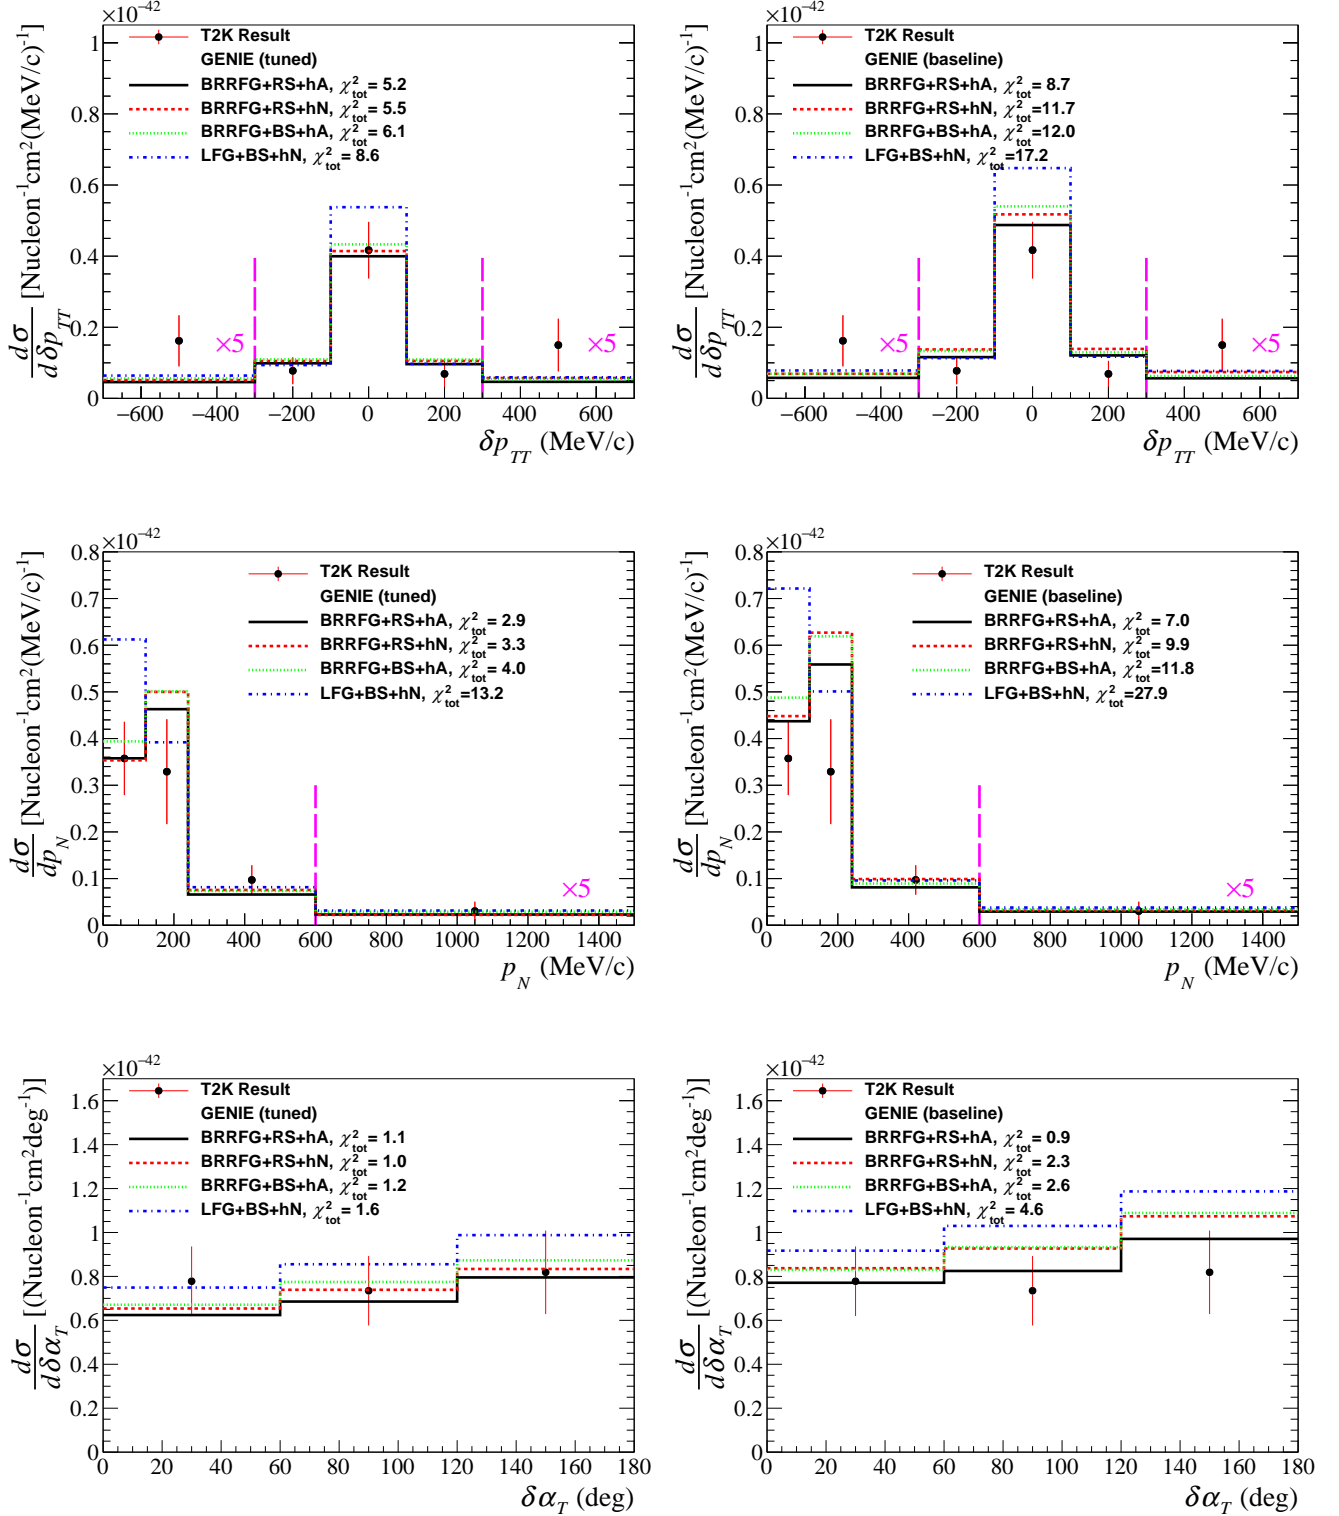 ×10⁻⁴²
T2K Result
GENIE (tuned)
BRRFG+RS+hA, χ²tot = 5.2
BRRFG+RS+hN, χ²tot = 5.5
BRRFG+BS+hA, χ²tot = 6.1
LFG+BS+hN, χ²tot = 8.6
×5 ×5
1
0.8
0.6
0.4
0.2
0
−600 −400 −200 0 200 400 600
δp_TT (MeV/c)
dσ/dδp_TT [Nucleon⁻¹cm²(MeV/c)⁻¹]
×10⁻⁴²
T2K Result
GENIE (baseline)
BRRFG+RS+hA, χ²tot = 8.7
BRRFG+RS+hN, χ²tot =11.7
BRRFG+BS+hA, χ²tot =12.0
LFG+BS+hN, χ²tot =17.2
×5 ×5
1
0.8
0.6
0.4
0.2
0
−600 −400 −200 0 200 400 600
δp_TT (MeV/c)
dσ/dδp_TT [Nucleon⁻¹cm²(MeV/c)⁻¹]
×10⁻⁴²
T2K Result
GENIE (tuned)
BRRFG+RS+hA, χ²tot = 2.9
BRRFG+RS+hN, χ²tot = 3.3
BRRFG+BS+hA, χ²tot = 4.0
LFG+BS+hN, χ²tot =13.2
×5
0.8
0.7
0.6
0.5
0.4
0.3
0.2
0.1
0
0 200 400 600 800 1000 1200 1400
p_N (MeV/c)
dσ/dp_N [Nucleon⁻¹cm²(MeV/c)⁻¹]
×10⁻⁴²
T2K Result
GENIE (baseline)
BRRFG+RS+hA, χ²tot = 7.0
BRRFG+RS+hN, χ²tot = 9.9
BRRFG+BS+hA, χ²tot =11.8
LFG+BS+hN, χ²tot =27.9
×5
0.8
0.7
0.6
0.5
0.4
0.3
0.2
0.1
0
0 200 400 600 800 1000 1200 1400
p_N (MeV/c)
dσ/dp_N [Nucleon⁻¹cm²(MeV/c)⁻¹]
×10⁻⁴²
T2K Result
GENIE (tuned)
BRRFG+RS+hA, χ²tot = 1.1
BRRFG+RS+hN, χ²tot = 1.0
BRRFG+BS+hA, χ²tot = 1.2
LFG+BS+hN, χ²tot = 1.6
1.6
1.4
1.2
1
0.8
0.6
0.4
0.2
0
0 20 40 60 80 100 120 140 160 180
δα_T (deg)
dσ/dδα_T [(Nucleon⁻¹cm²deg⁻¹)]
×10⁻⁴²
T2K Result
GENIE (baseline)
BRRFG+RS+hA, χ²tot = 0.9
BRRFG+RS+hN, χ²tot = 2.3
BRRFG+BS+hA, χ²tot = 2.6
LFG+BS+hN, χ²tot = 4.6
1.6
1.4
1.2
1
0.8
0.6
0.4
0.2
0
0 20 40 60 80 100 120 140 160 180
δα_T (deg)
dσ/dδα_T [(Nucleon⁻¹cm²deg⁻¹)]